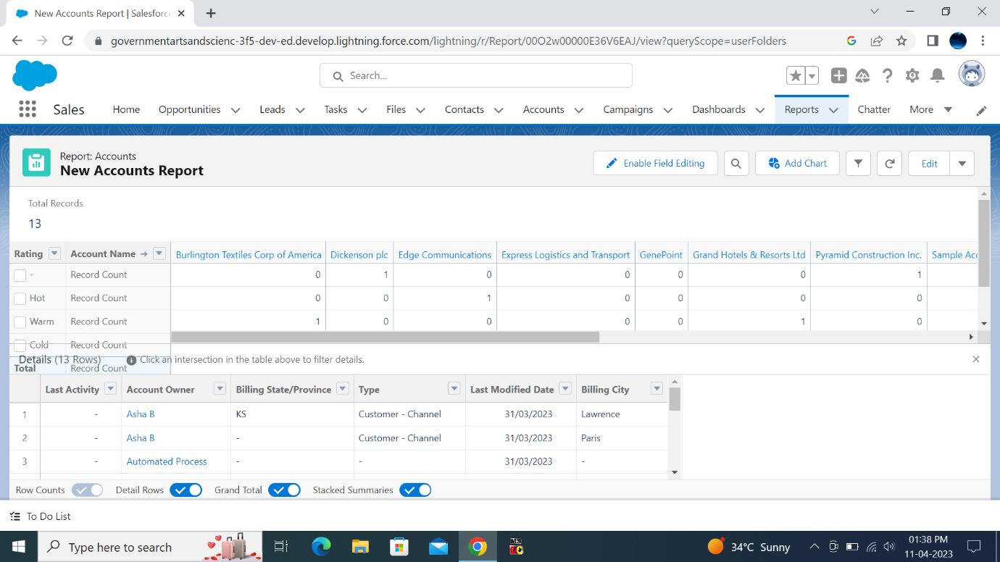 New Accounts Report | Salesforc
governmentartsandscienc-3f5-dev-ed.develop.lightning.force.com/lightning/r/Report/00O2w00000E36V6EAJ/view?queryScope=userFolders
Search...
Sales Home Opportunities Leads Tasks Files Contacts Accounts Campaigns Dashboards Reports Chatter More
Report: Accounts
New Accounts Report
Enable Field Editing Add Chart Edit
Total Records
13
Rating Account Name → Burlington Textiles Corp of America Dickenson plc Edge Communications Express Logistics and Transport GenePoint Grand Hotels & Resorts Ltd Pyramid Construction Inc. Sample Acc
- Record Count 0 1 0 0 0 0 1
Hot Record Count 0 0 1 0 0 0 0
Warm Record Count 1 0 0 0 0 1 0
Cold Record Count
Details (13 Rows) Click an intersection in the table above to filter details.
Total Record Count
Last Activity Account Owner Billing State/Province Type Last Modified Date Billing City
1 - Asha B KS Customer - Channel 31/03/2023 Lawrence
2 - Asha B - Customer - Channel 31/03/2023 Paris
3 - Automated Process - - 31/03/2023 -
Row Counts Detail Rows Grand Total Stacked Summaries
To Do List
Type here to search
34°C Sunny
01:38 PM
11-04-2023